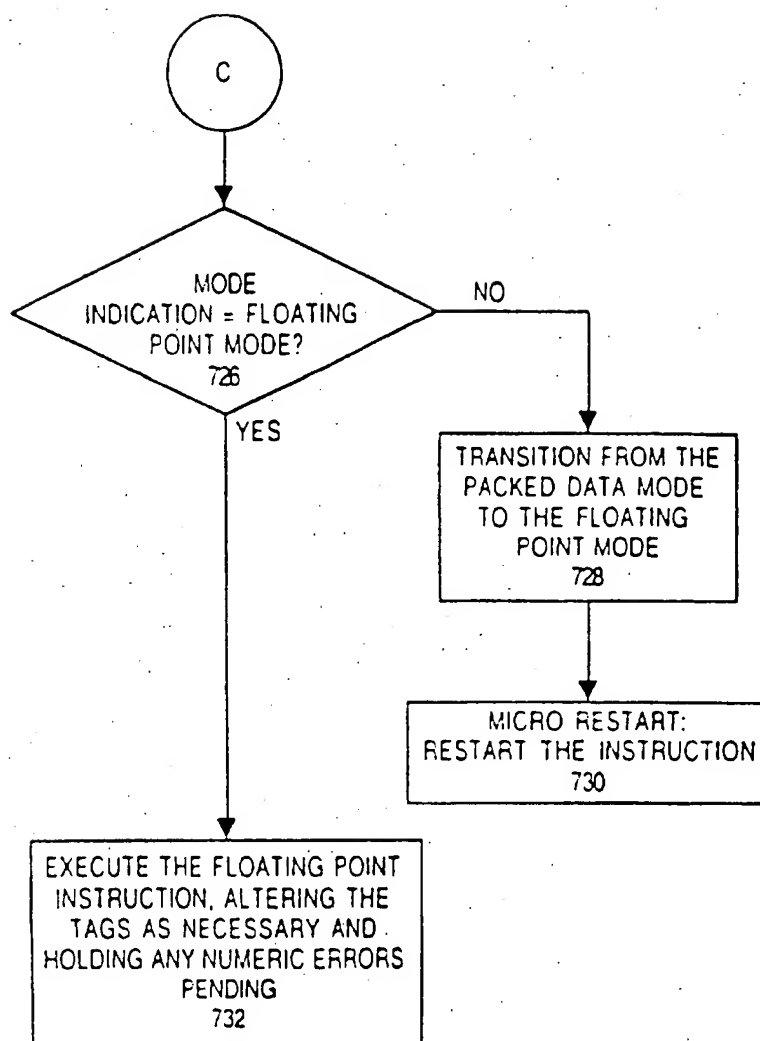 C
MODE
INDICATION = FLOATING
POINT MODE?
726
NO
YES
TRANSITION FROM THE
PACKED DATA MODE
TO THE FLOATING
POINT MODE
728
MICRO RESTART:
RESTART THE INSTRUCTION
730
EXECUTE THE FLOATING POINT
INSTRUCTION, ALTERING THE
TAGS AS NECESSARY AND
HOLDING ANY NUMERIC ERRORS
PENDING
732